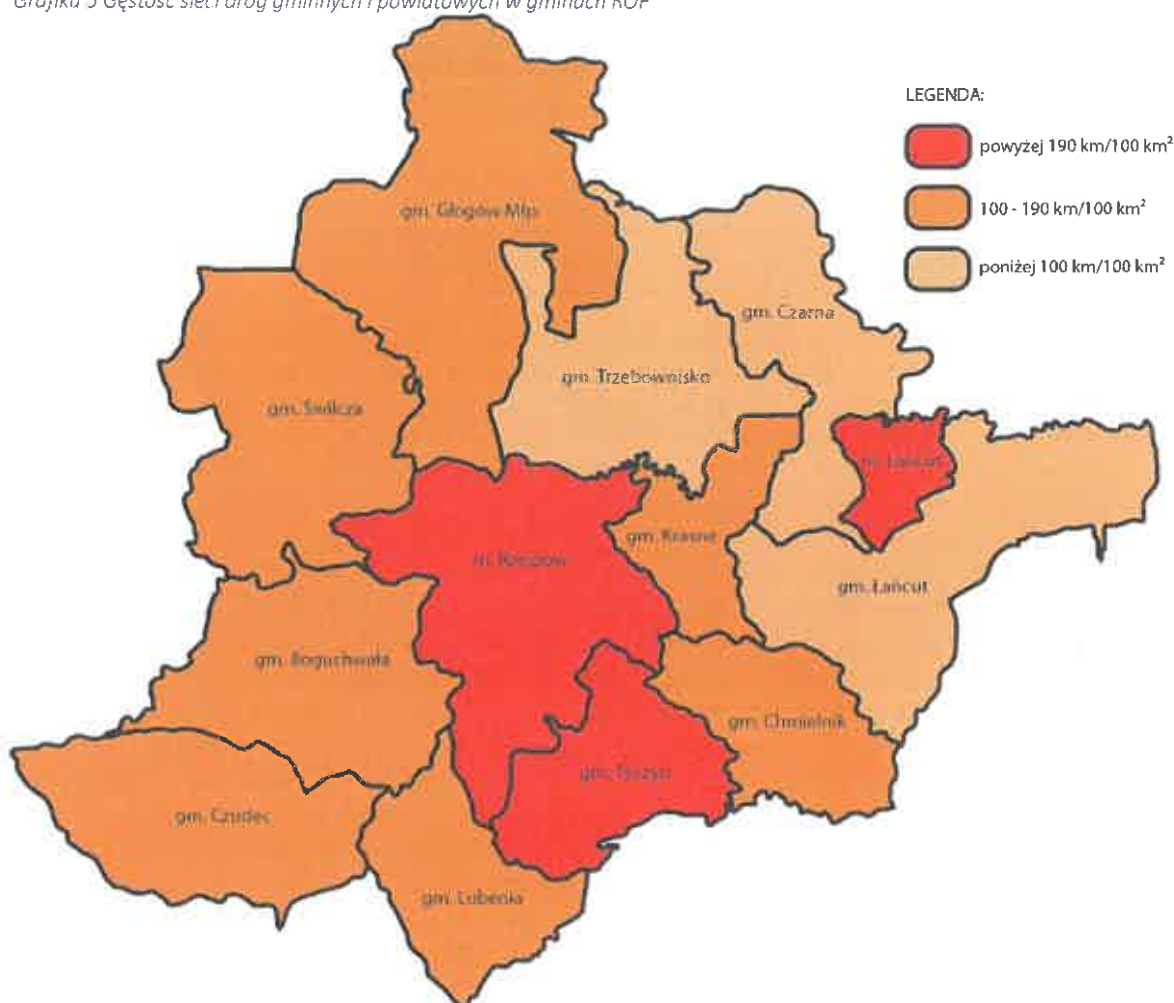 Grafika 5 Gęstość sieci dróg gminnych i powiatowych w gminach ROF
LEGENDA:
powyżej 190 km/100 km²
100 - 190 km/100 km²
poniżej 100 km/100 km²
gm. Głogów Młp
gm. Czarna
gm. Trzebownisko
gm. Świlcza
m. Łańcut
gm. Krasne
m. Rzeszów
gm. Łańcut
gm. Boguchwała
gm. Chmielnik
gm. Tyczyn
gm. Czudec
gm. Lubenia